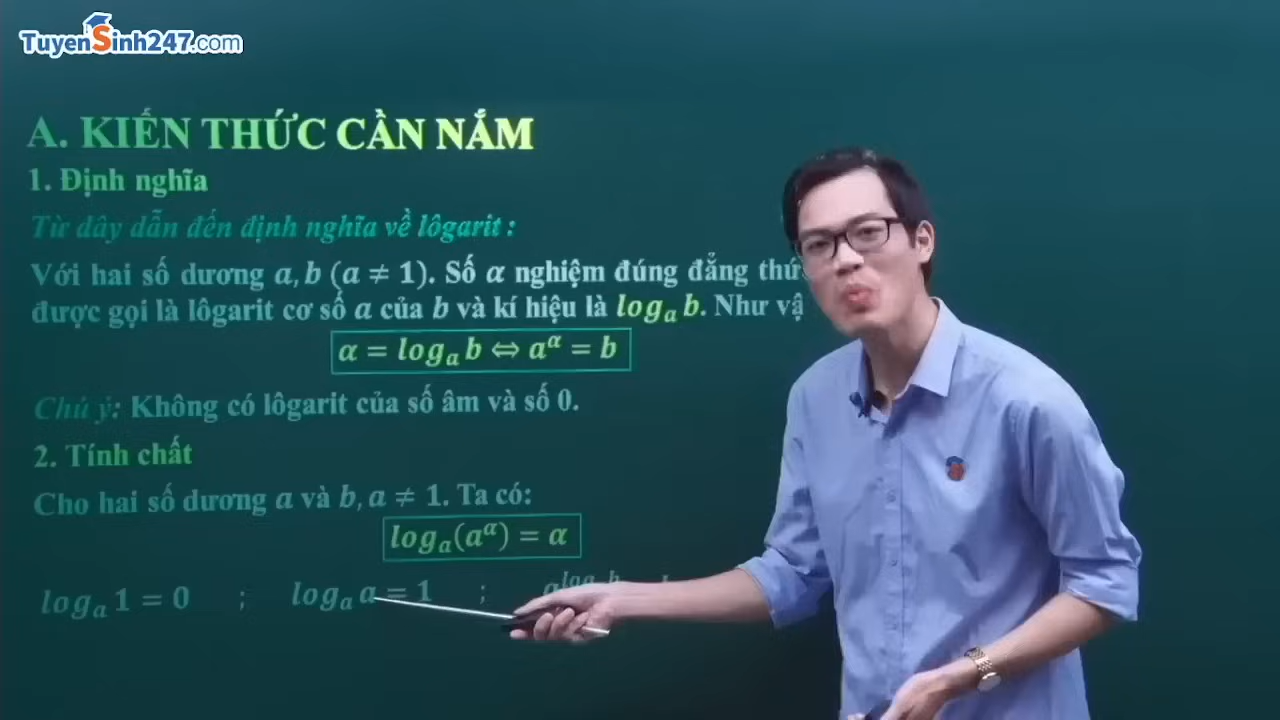 TuyenSinh247.com
A. KIẾN THỨC CẦN NẮM
1. Định nghĩa
Từ đây dẫn đến định nghĩa về lôgarit :
Với hai số dương a, b (a ≠ 1). Số α nghiệm đúng đẳng thứ
được gọi là lôgarit cơ số a của b và kí hiệu là logₐ b. Như vậ
α = logₐ b ⇔ a^α = b
Chú ý: Không có lôgarit của số âm và số 0.
2. Tính chất
Cho hai số dương a và b, a ≠ 1. Ta có:
logₐ(a^α) = α
logₐ 1 = 0 ; logₐ a = 1 ;